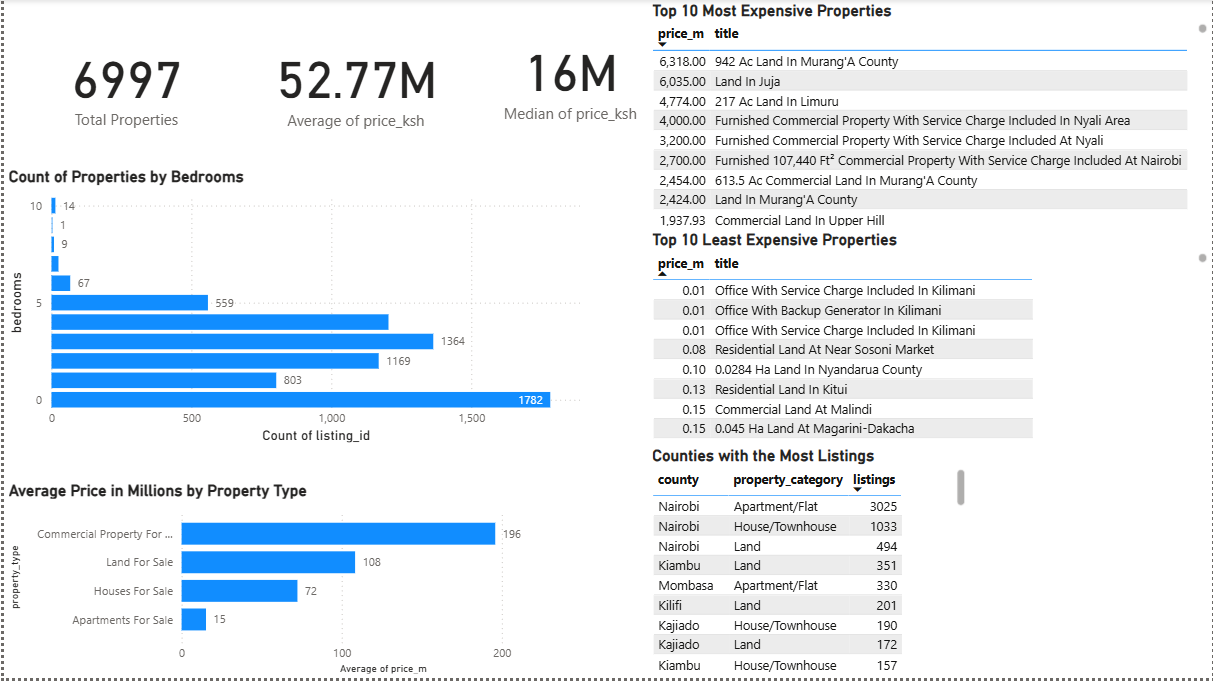 6997
Total Properties
52.77M
Average of price_ksh
16M
Median of price_ksh
Count of Properties by Bedrooms
bedrooms
10
14
1
9
67
5
559
1364
1169
803
0
1782
0
500
1,000
1,500
Count of listing_id
Average Price in Millions by Property Type
property_type
Commercial Property For ...
196
Land For Sale
108
Houses For Sale
72
Apartments For Sale
15
0
100
200
Average of price_m
Top 10 Most Expensive Properties
price_m title
6,318.00 942 Ac Land In Murang'A County
6,035.00 Land In Juja
4,774.00 217 Ac Land In Limuru
4,000.00 Furnished Commercial Property With Service Charge Included In Nyali Area
3,200.00 Furnished Commercial Property With Service Charge Included At Nyali
2,700.00 Furnished 107,440 Ft² Commercial Property With Service Charge Included At Nairobi
2,454.00 613.5 Ac Commercial Land In Murang'A County
2,424.00 Land In Murang'A County
1,937.93 Commercial Land In Upper Hill
Top 10 Least Expensive Properties
price_m title
0.01 Office With Service Charge Included In Kilimani
0.01 Office With Backup Generator In Kilimani
0.01 Office With Service Charge Included In Kilimani
0.08 Residential Land At Near Sosoni Market
0.10 0.0284 Ha Land In Nyandarua County
0.13 Residential Land In Kitui
0.15 Commercial Land At Malindi
0.15 0.045 Ha Land At Magarini-Dakacha
Counties with the Most Listings
county property_category listings
Nairobi Apartment/Flat 3025
Nairobi House/Townhouse 1033
Nairobi Land 494
Kiambu Land 351
Mombasa Apartment/Flat 330
Kilifi Land 201
Kajiado House/Townhouse 190
Kajiado Land 172
Kiambu House/Townhouse 157